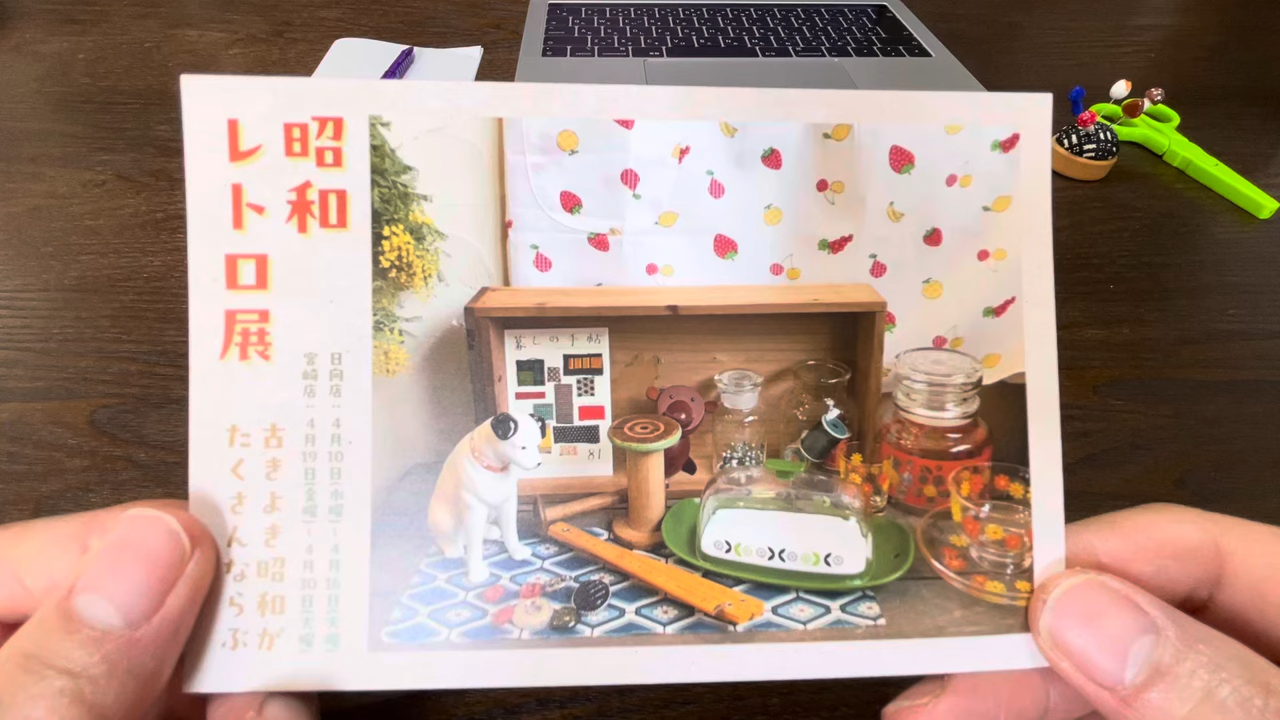 昭和
レトロ展
日向店：4月10日(水曜)～4月16日(火曜)
宮崎店：4月19日(金曜)～4月30日(火曜)
古きよき昭和が
たくさんならぶ
暮しの手帖
81